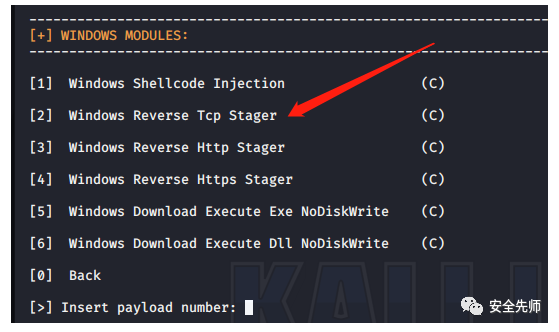 [+] WINDOWS MODULES:
[1] Windows Shellcode Injection (C)
[2] Windows Reverse Tcp Stager (C)
[3] Windows Reverse Http Stager (C)
[4] Windows Reverse Https Stager (C)
[5] Windows Download Execute Exe NoDiskWrite (C)
[6] Windows Download Execute Dll NoDiskWrite (C)
[0] Back
KALI
[>] Insert payload number:
安全先师